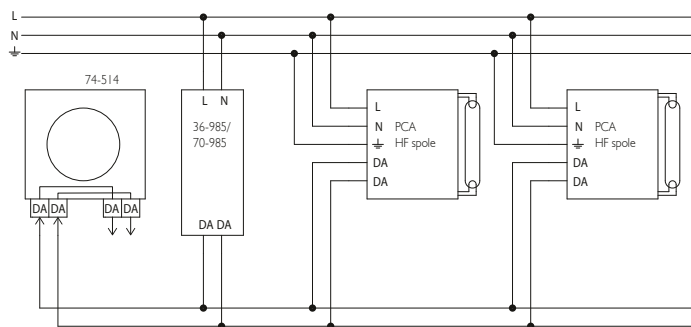 L
N
74-514
DA DA DA DA
L N
36-985/
70-985
DA DA
L
N PCA
HF spole
DA
DA
L
N PCA
HF spole
DA
DA